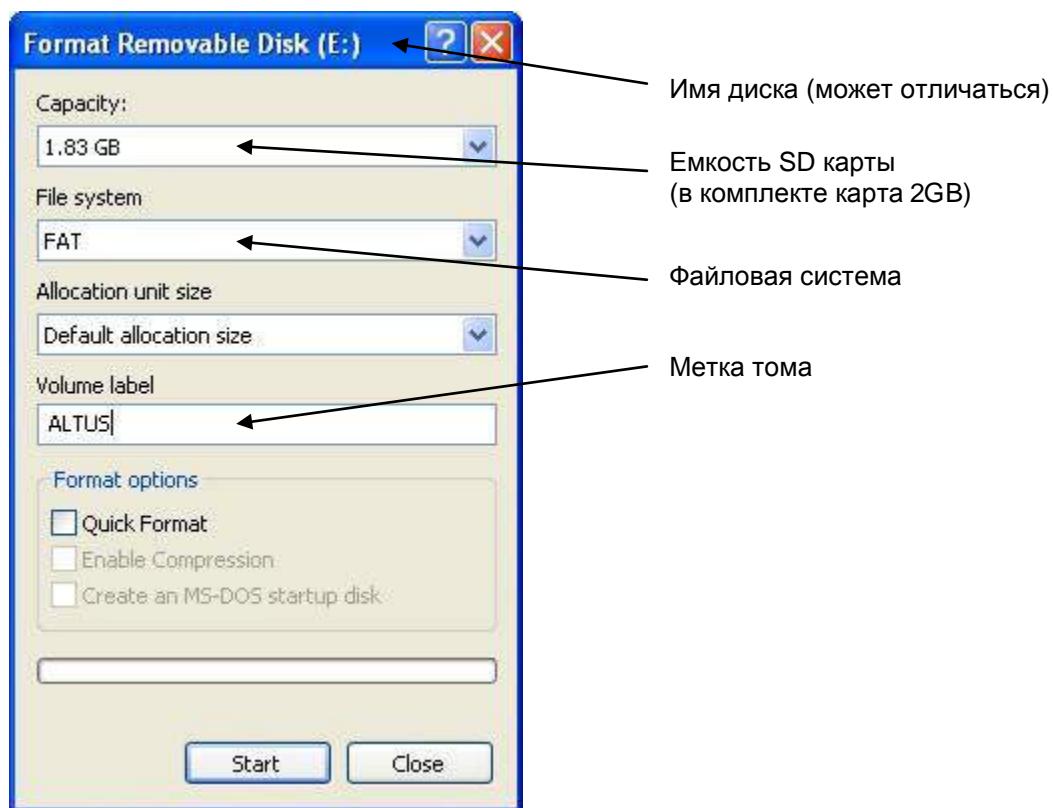 Format Removable Disk (E:)
?
Имя диска (может отличаться)
Capacity:
1.83 GB
Емкость SD карты
(в комплекте карта 2GB)
File system
FAT
Файловая система
Allocation unit size
Default allocation size
Метка тома
Volume label
ALTUS
Format options
Quick Format
Enable Compression
Create an MS-DOS startup disk
Start
Close